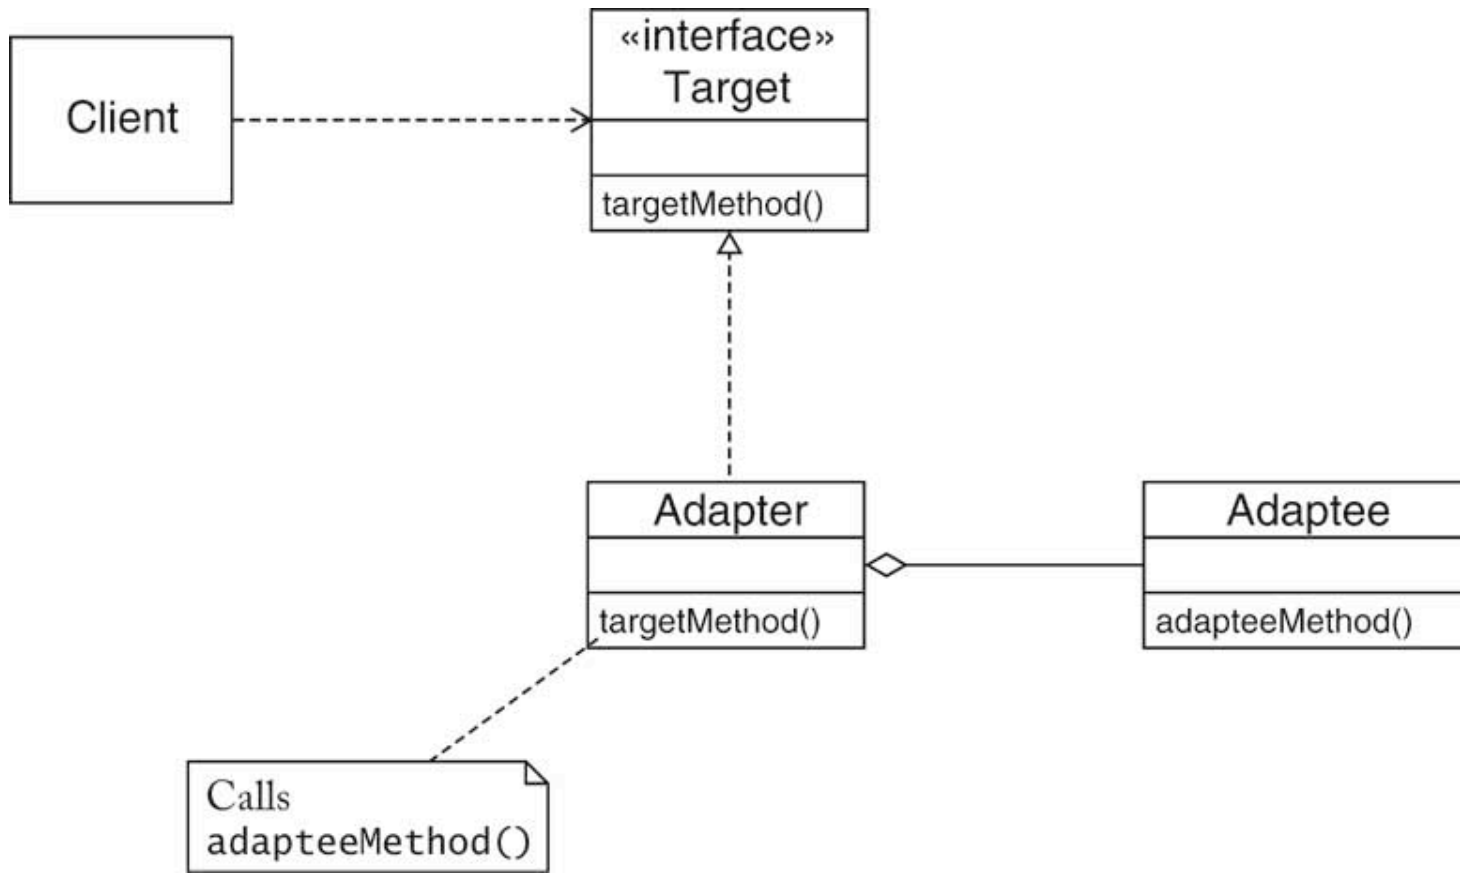 Client
«interface»
Target
targetMethod()
Adapter
targetMethod()
Adaptee
adapteeMethod()
Calls
adapteeMethod()